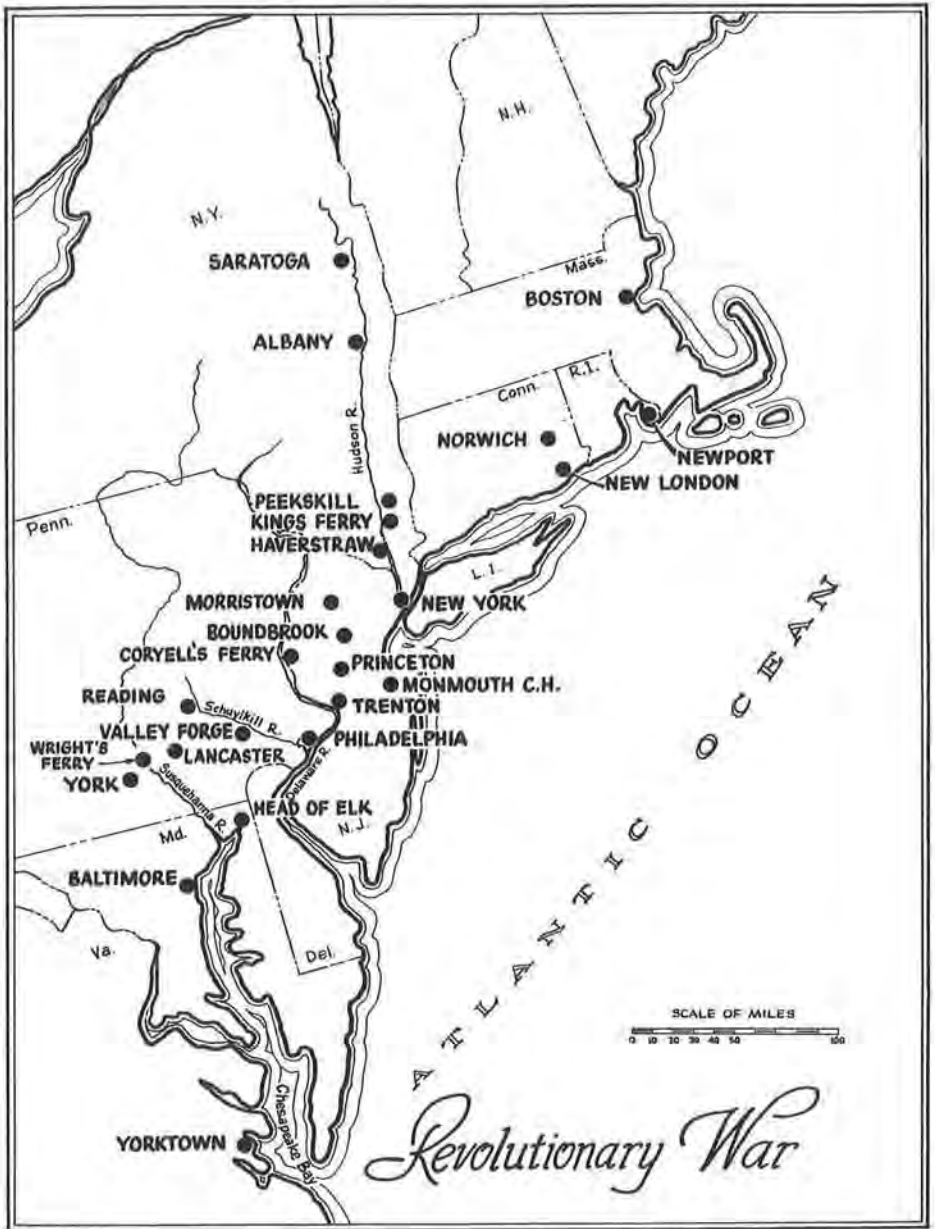 N.H.
N.Y.
SARATOGA
Mass.
BOSTON
ALBANY
Conn.
R.I.
Hudson R.
NORWICH
NEWPORT
NEW LONDON
PEEKSKILL
KINGS FERRY
HAVERSTRAW
Penn.
L.I.
MORRISTOWN
NEW YORK
BOUNDBROOK
CORYELL'S FERRY
PRINCETON
MONMOUTH C.H.
READING
TRENTON
Schuylkill R.
VALLEY FORGE
PHILADELPHIA
WRIGHT'S
FERRY
LANCASTER
YORK
Susquehanna R.
Delaware R.
HEAD OF ELK
N.J.
Md.
BALTIMORE
Va.
Del.
ATLANTIC OCEAN
SCALE OF MILES
0 10 20 30 40 50 100
Chesapeake Bay
YORKTOWN
Revolutionary War